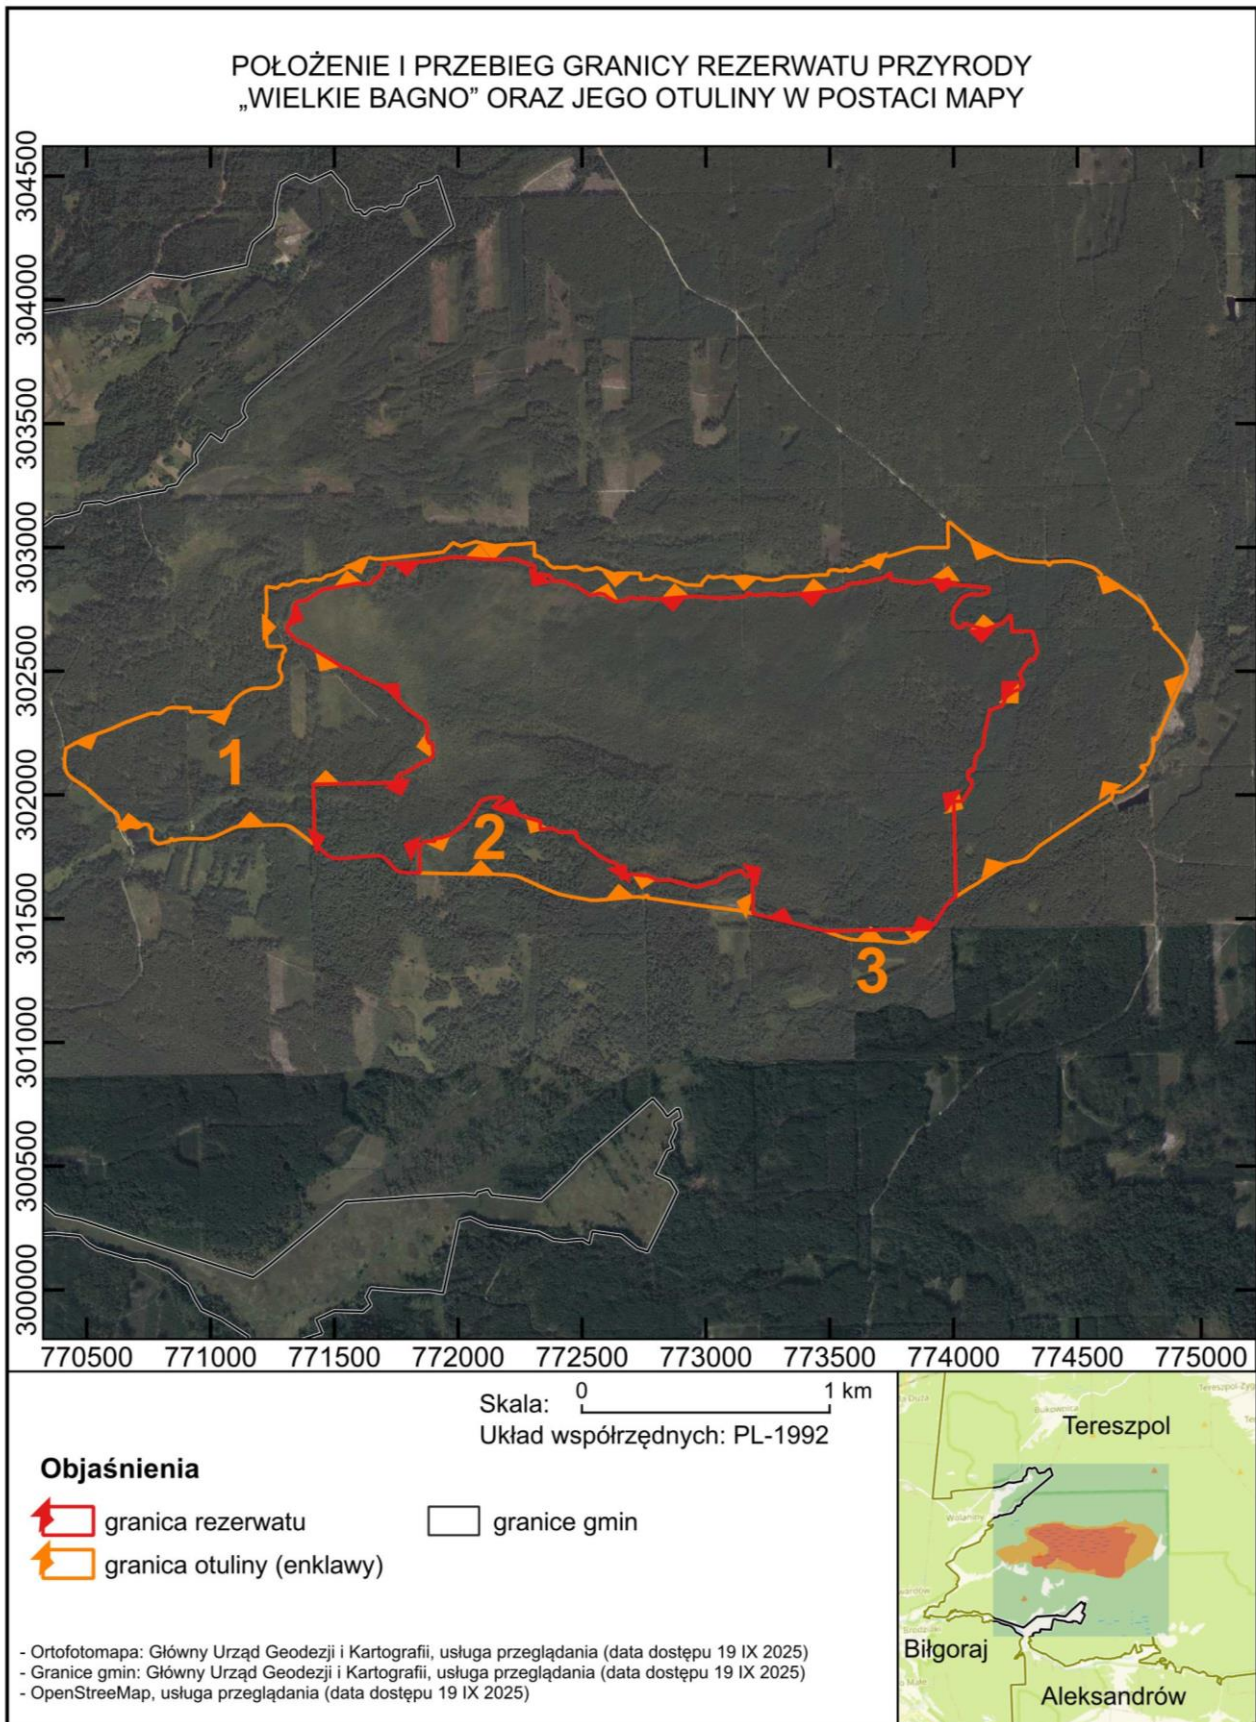 POŁOŻENIE I PRZEBIEG GRANICY REZERWATU PRZYRODY
„WIELKIE BAGNO” ORAZ JEGO OTULINY W POSTACI MAPY
304500
304000
303500
303000
302500
302000
301500
301000
300500
300000
1
2
3
770500 771000 771500 772000 772500 773000 773500 774000 774500 775000
Skala: 0 1 km
Układ współrzędnych: PL-1992
Objaśnienia
granica rezerwatu
granice gmin
granica otuliny (enklawy)
- Ortofotomapa: Główny Urząd Geodezji i Kartografii, usługa przeglądania (data dostępu 19 IX 2025)
- Granice gmin: Główny Urząd Geodezji i Kartografii, usługa przeglądania (data dostępu 19 IX 2025)
- OpenStreeMap, usługa przeglądania (data dostępu 19 IX 2025)
Bukownica
Tereszpol
Biłgoraj
Aleksandrów